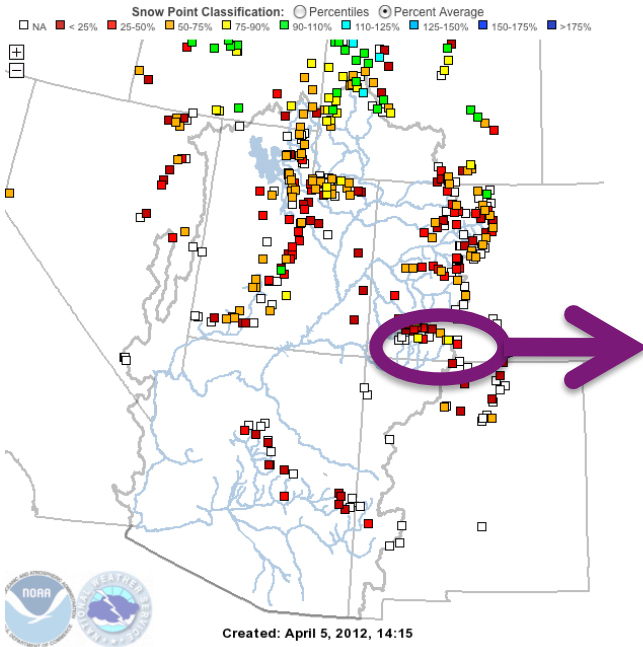 Snow Point Classification: Percentiles Percent Average
NA < 25% 25-50% 50-75% 75-90% 90-110% 110-125% 125-150% 150-175% >175%
+
−
NOAA
Created: April 5, 2012, 14:15